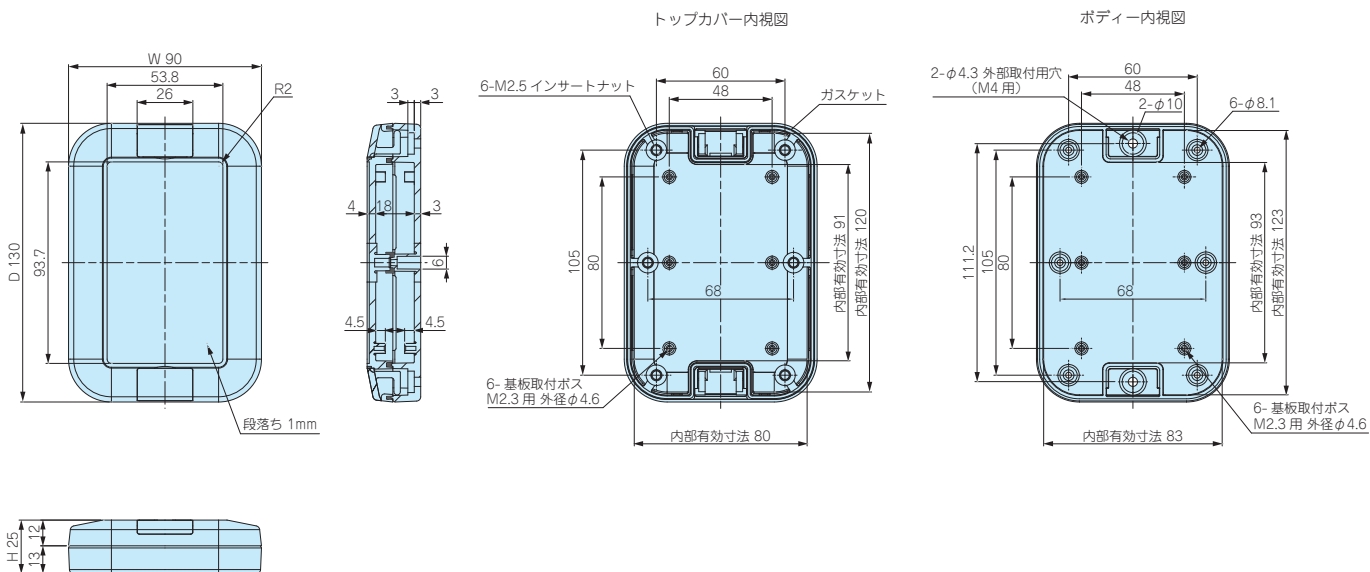 トップカバー内視図
ボディー内視図
W 90
53.8
26
R2
D 130
93.7
段落ち 1mm
3
3
4
18
3
6
4.5
4.5
6-M2.5 インサートナット
60
48
ガスケット
105
80
68
内部有効寸法 91
内部有効寸法 120
6- 基板取付ボス
M2.3 用 外径φ4.6
内部有効寸法 80
2-φ4.3 外部取付用穴
(M4 用)
60
48
2-φ10
6-φ8.1
111.2
105
80
68
内部有効寸法 93
内部有効寸法 123
6- 基板取付ボス
M2.3 用 外径φ4.6
内部有効寸法 83
H 25
12
13